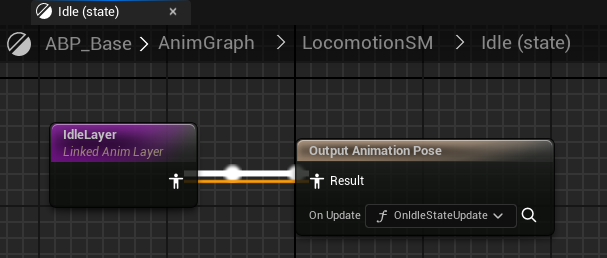 Idle (state) ×
ABP_Base > AnimGraph > LocomotionSM > Idle (state)
IdleLayer
Linked Anim Layer
Output Animation Pose
Result
On Update f OnIdleStateUpdate